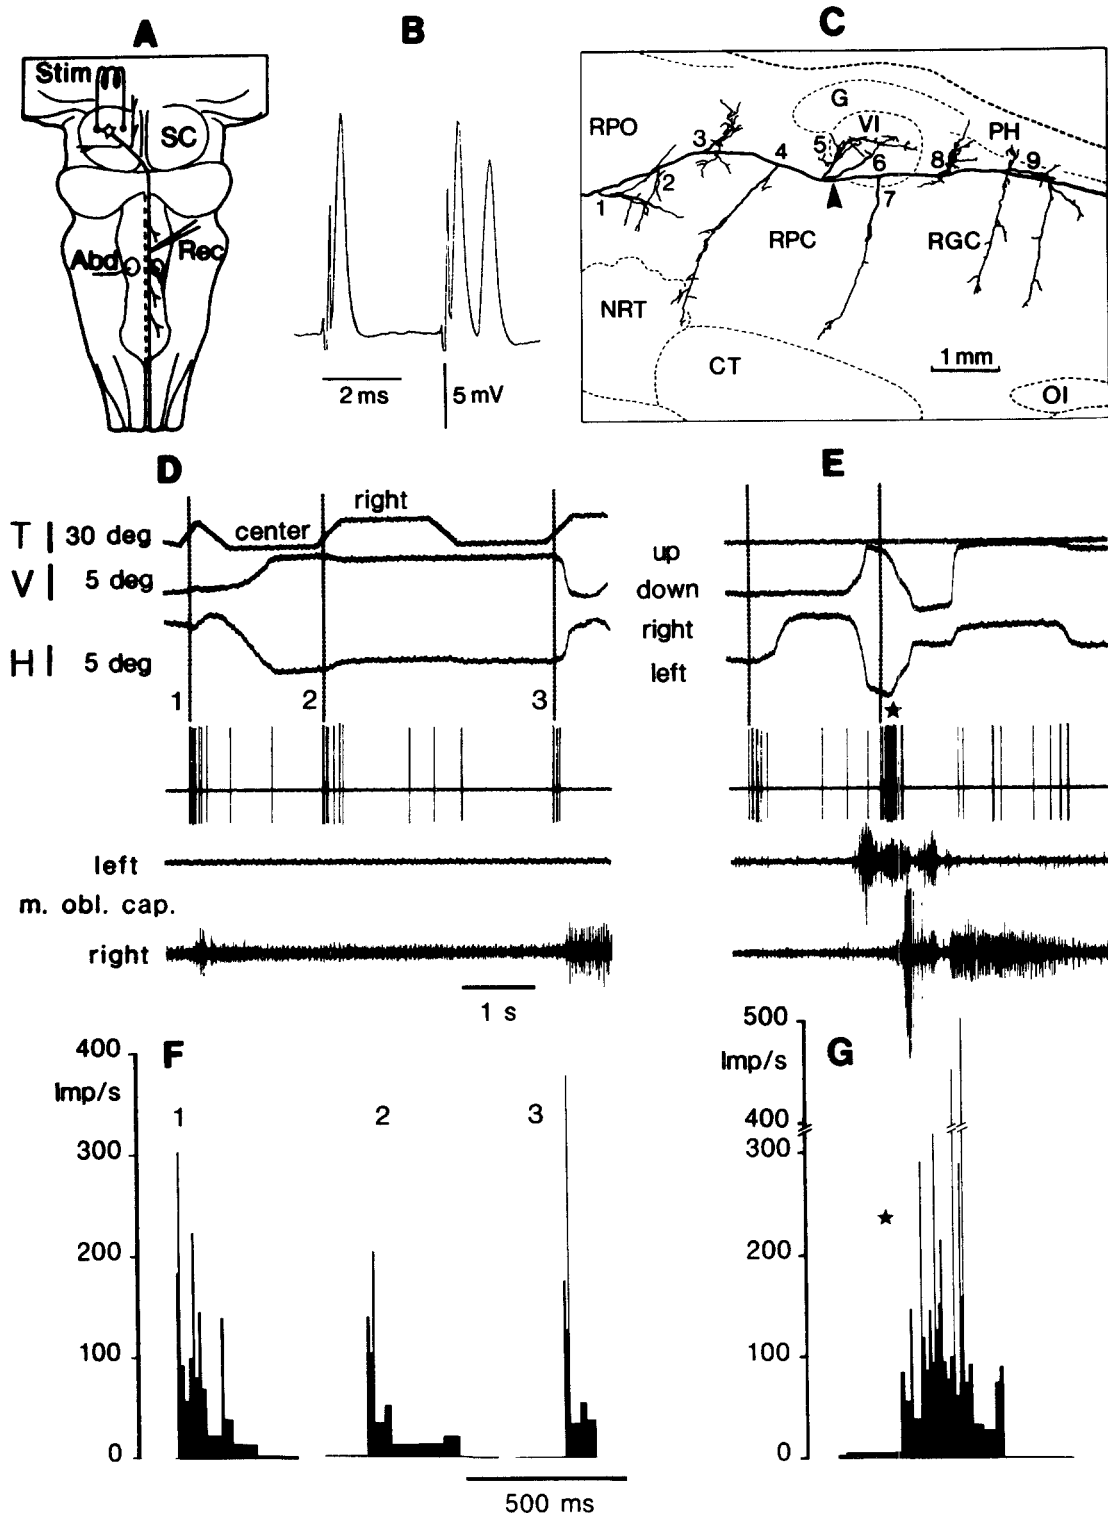 A
Stim
SC
Abd
Rec
B
2 ms
5 mV
C
RPO
G
VI
PH
1
2
3
4
5
6
7
8
9
RPC
RGC
NRT
CT
1 mm
OI
D
T
30 deg
center
right
V
5 deg
H
5 deg
1
2
3
E
up
down
right
left
left
m. obl. cap.
right
1 s
F
400
Imp/s
300
200
100
0
1
2
3
500 ms
G
500
Imp/s
400
300
200
100
0